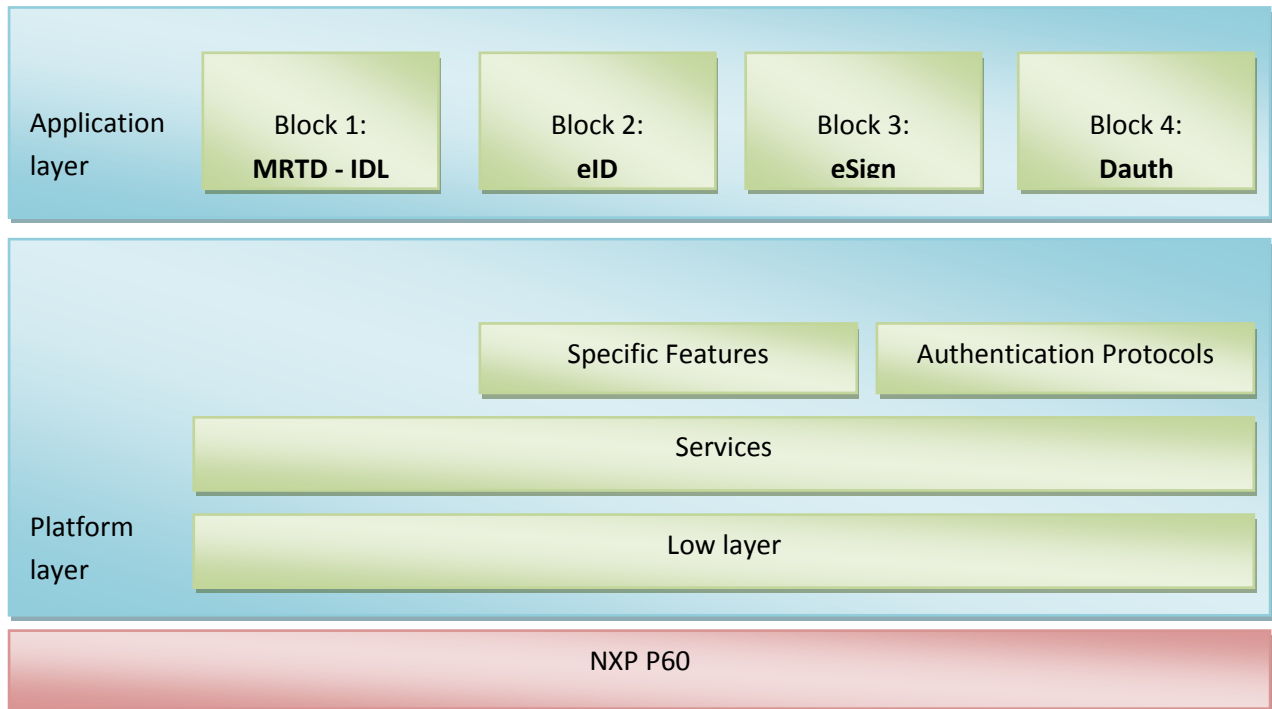 Application
layer
Block 1:
MRTD - IDL
Block 2:
eID
Block 3:
eSign
Block 4:
Dauth
Specific Features
Authentication Protocols
Services
Platform
layer
Low layer
NXP P60